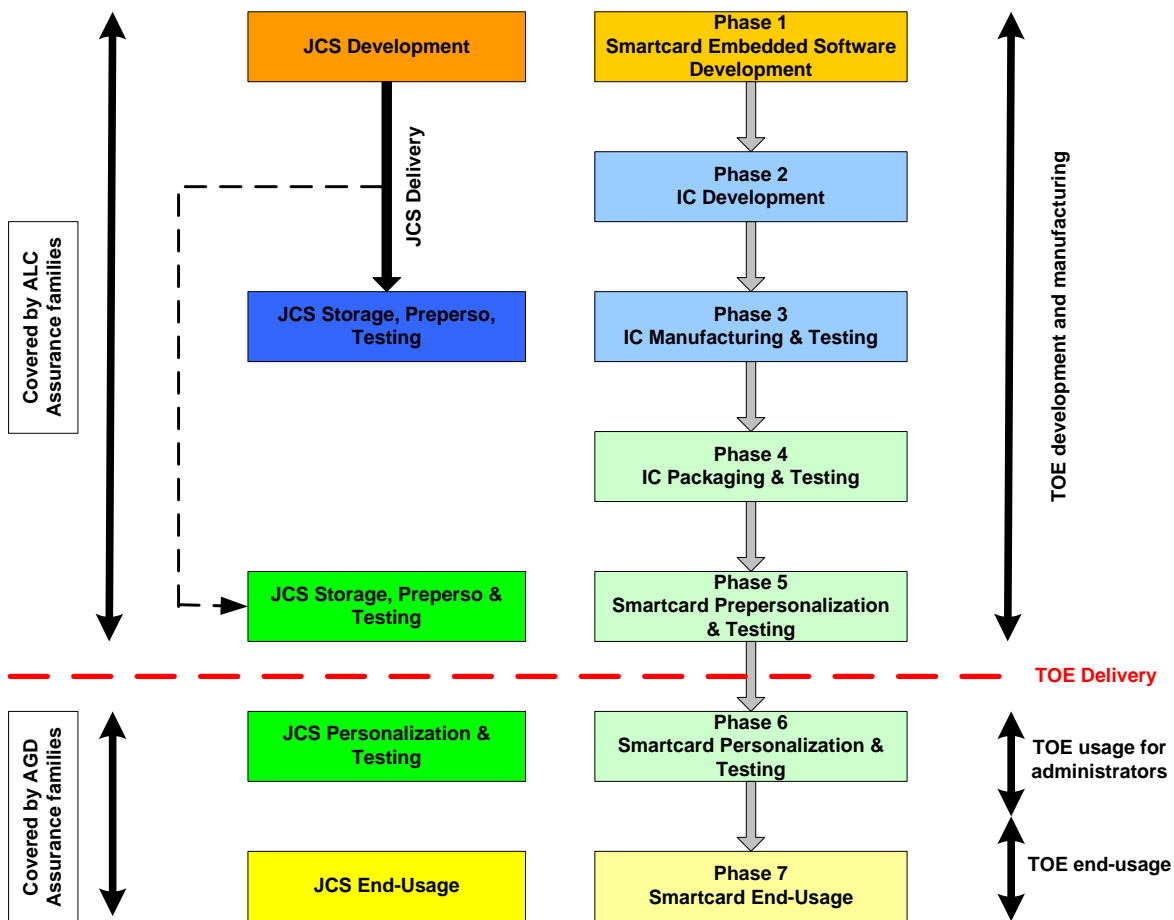 JCS Development
Phase 1
Smartcard Embedded Software
Development
JCS Delivery
Phase 2
IC Development
Covered by ALC
Assurance families
TOE development and manufacturing
JCS Storage, Preperso,
Testing
Phase 3
IC Manufacturing & Testing
Phase 4
IC Packaging & Testing
JCS Storage, Preperso &
Testing
Phase 5
Smartcard Prepersonalization
& Testing
TOE Delivery
Covered by AGD
Assurance families
JCS Personalization &
Testing
Phase 6
Smartcard Personalization &
Testing
TOE usage for
administrators
JCS End-Usage
Phase 7
Smartcard End-Usage
TOE end-usage